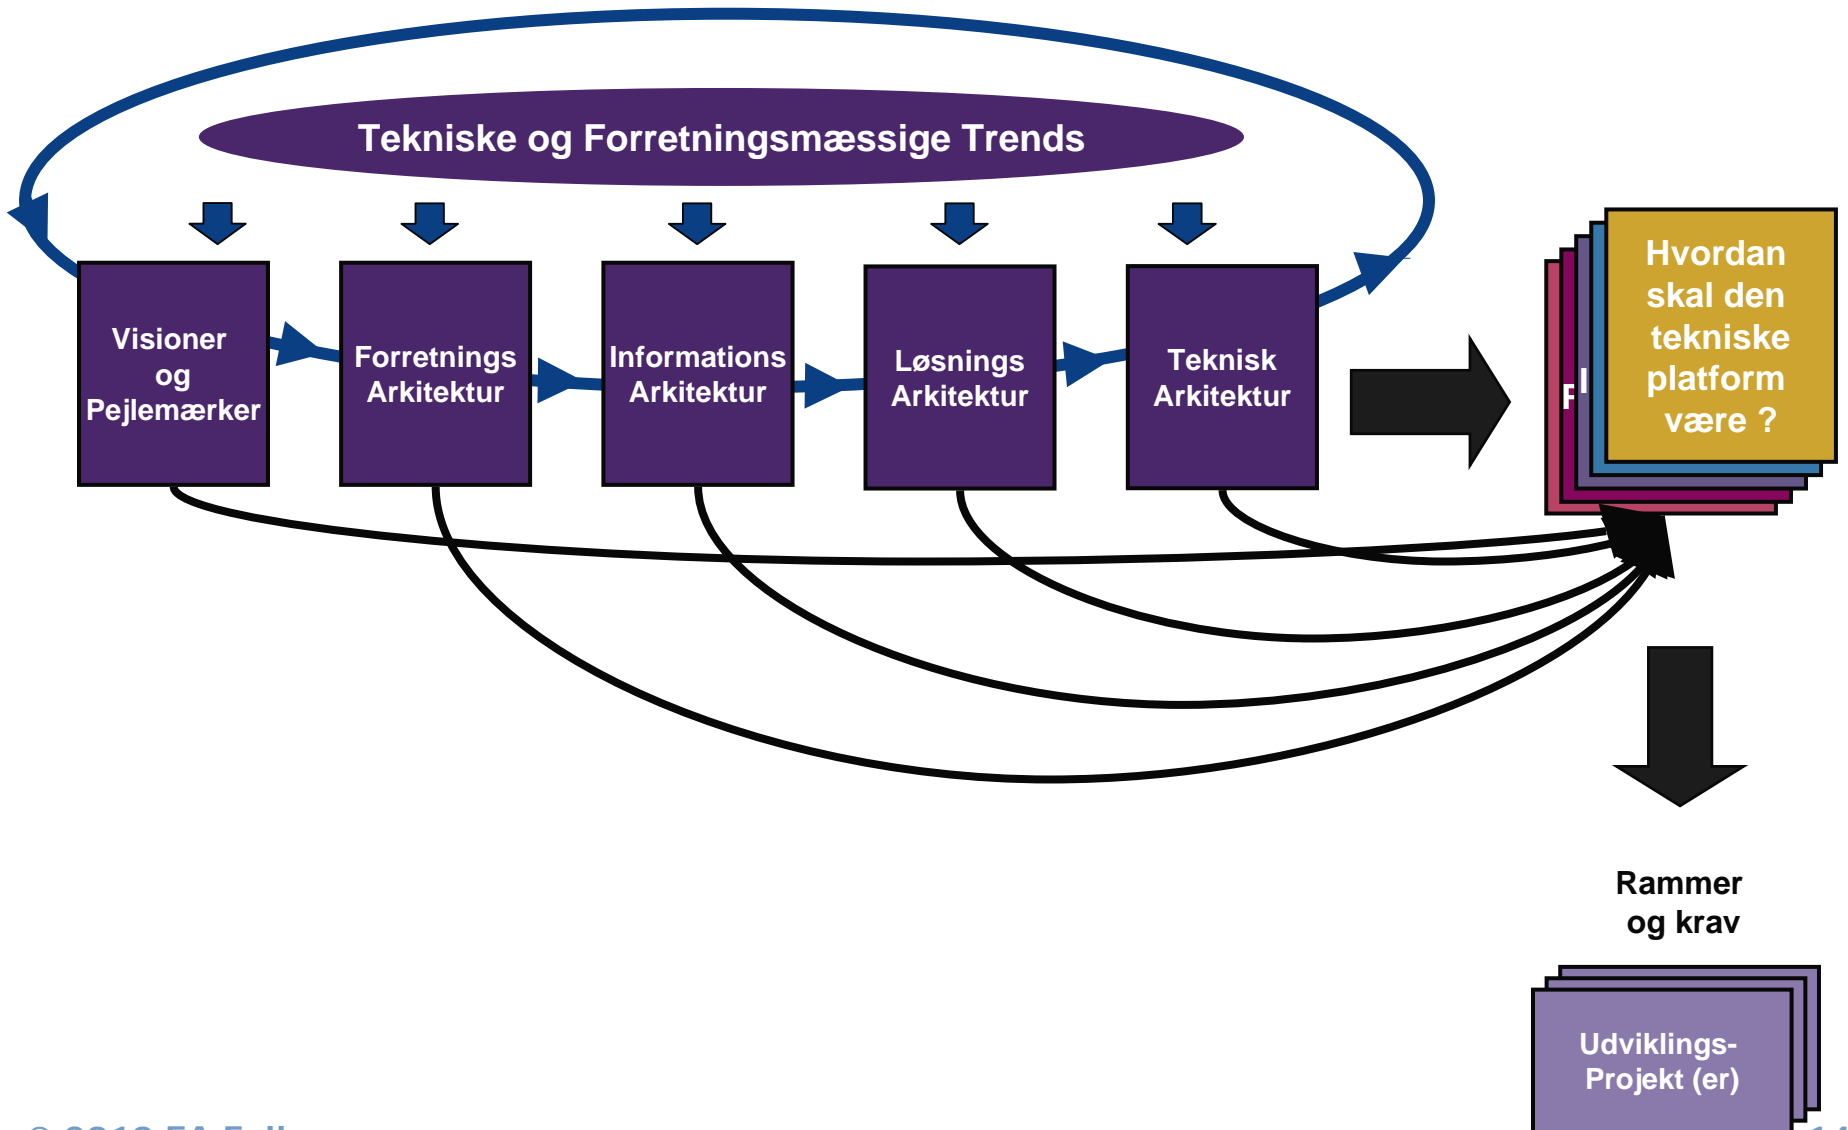 Tekniske og Forretningsmæssige Trends
Visioner
og
Pejlemærker
Forretnings
Arkitektur
Informations
Arkitektur
Løsnings
Arkitektur
Teknisk
Arkitektur
Hvordan
skal den
tekniske
platform
være ?
Rammer
og krav
Udviklings-
Projekt (er)